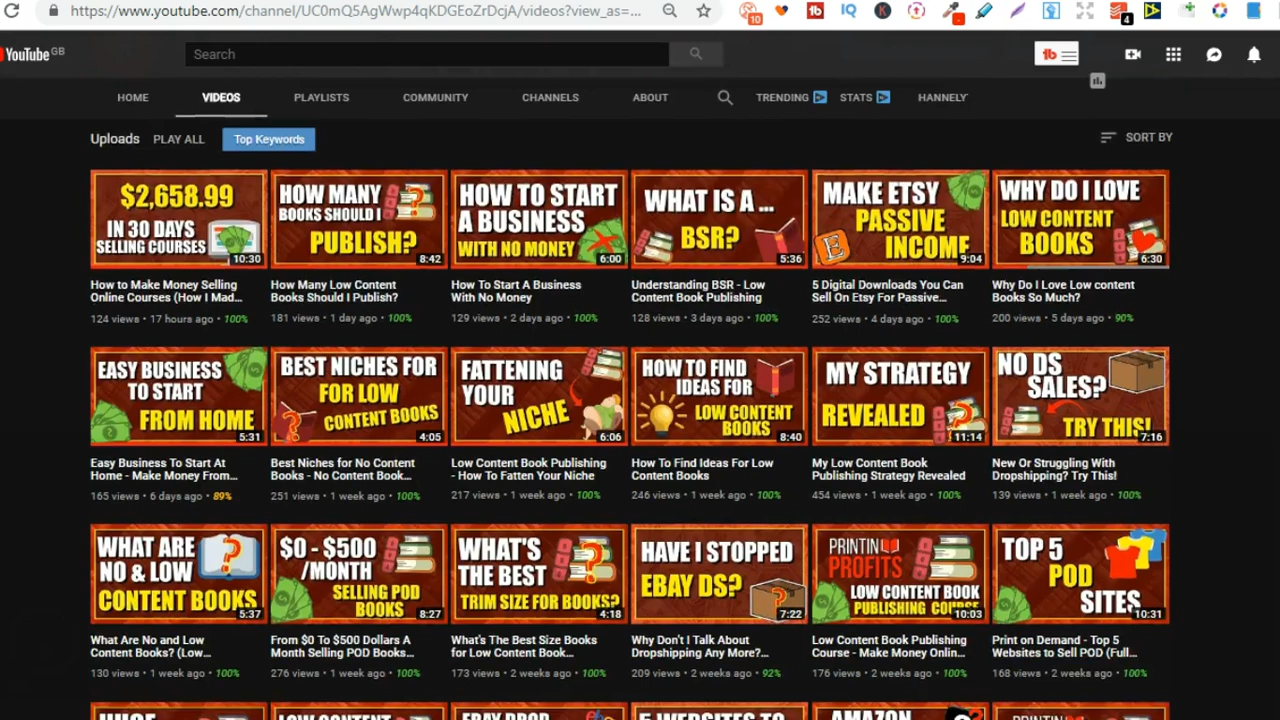 https://www.youtube.com/channel/UC0mQ5AgWwp4qKDGEoZrDcjA/videos?view_as=...
10
tb
IQ
K
4
YouTube GB
Search
tb
HOME
VIDEOS
PLAYLISTS
COMMUNITY
CHANNELS
ABOUT
TRENDING
STATS
HANNELY
Uploads
PLAY ALL
Top Keywords
SORT BY
$2,658.99
IN 30 DAYS
SELLING COURSES
10:30
HOW MANY
BOOKS SHOULD I
PUBLISH?
8:42
HOW TO START
A BUSINESS
WITH NO MONEY
6:00
WHAT IS A ...
BSR?
5:36
MAKE ETSY
PASSIVE
INCOME
E
9:04
WHY DO I LOVE
LOW CONTENT
BOOKS
6:30
How to Make Money Selling
Online Courses (How I Mad...
124 views • 17 hours ago • 100%
How Many Low Content
Books Should I Publish?
181 views • 1 day ago • 100%
How To Start A Business
With No Money
129 views • 2 days ago • 100%
Understanding BSR - Low
Content Book Publishing
128 views • 3 days ago • 100%
5 Digital Downloads You Can
Sell On Etsy For Passive...
252 views • 4 days ago • 100%
Why Do I Love Low content
Books So Much?
200 views • 5 days ago • 90%
EASY BUSINESS
TO START
FROM HOME
5:31
BEST NICHES FOR
FOR LOW
CONTENT BOOKS
4:05
FATTENING
YOUR
NICHE
6:06
HOW TO FIND
IDEAS FOR
LOW CONTENT
BOOKS
8:40
MY STRATEGY
REVEALED
11:14
NO DS
SALES?
TRY THIS!
7:16
Easy Business To Start At
Home - Make Money From...
165 views • 6 days ago • 89%
Best Niches for No Content
Books - No Content Book...
251 views • 1 week ago • 100%
Low Content Book Publishing
- How To Fatten Your Niche
217 views • 1 week ago • 100%
How To Find Ideas For Low
Content Books
246 views • 1 week ago • 100%
My Low Content Book
Publishing Strategy Revealed
454 views • 1 week ago • 100%
New Or Struggling With
Dropshipping? Try This!
139 views • 1 week ago • 100%
WHAT ARE
NO & LOW
CONTENT BOOKS
5:37
$0 - $500
/MONTH
SELLING POD
BOOKS
8:27
WHAT'S
THE BEST
TRIM SIZE FOR BOOKS?
4:18
HAVE I STOPPED
EBAY DS?
7:22
PRINTIN
PROFITS
LOW CONTENT BOOK
PUBLISHING COURSE
10:03
TOP 5
POD
SITES
10:31
What Are No and Low
Content Books? (Low...
130 views • 1 week ago • 100%
From $0 To $500 Dollars A
Month Selling POD Books...
276 views • 1 week ago • 100%
What's The Best Size Books
for Low Content Book...
173 views • 2 weeks ago • 100%
Why Don't I Talk About
Dropshipping Any More?...
209 views • 2 weeks ago • 92%
Low Content Book Publishing
Course - Make Money Onlin...
176 views • 2 weeks ago • 100%
Print on Demand - Top 5
Websites to Sell POD (Full...
168 views • 2 weeks ago • 100%
HUGE
LOW CONTENT
EBAY DROP
5 WEBSITES TO
AMAZON